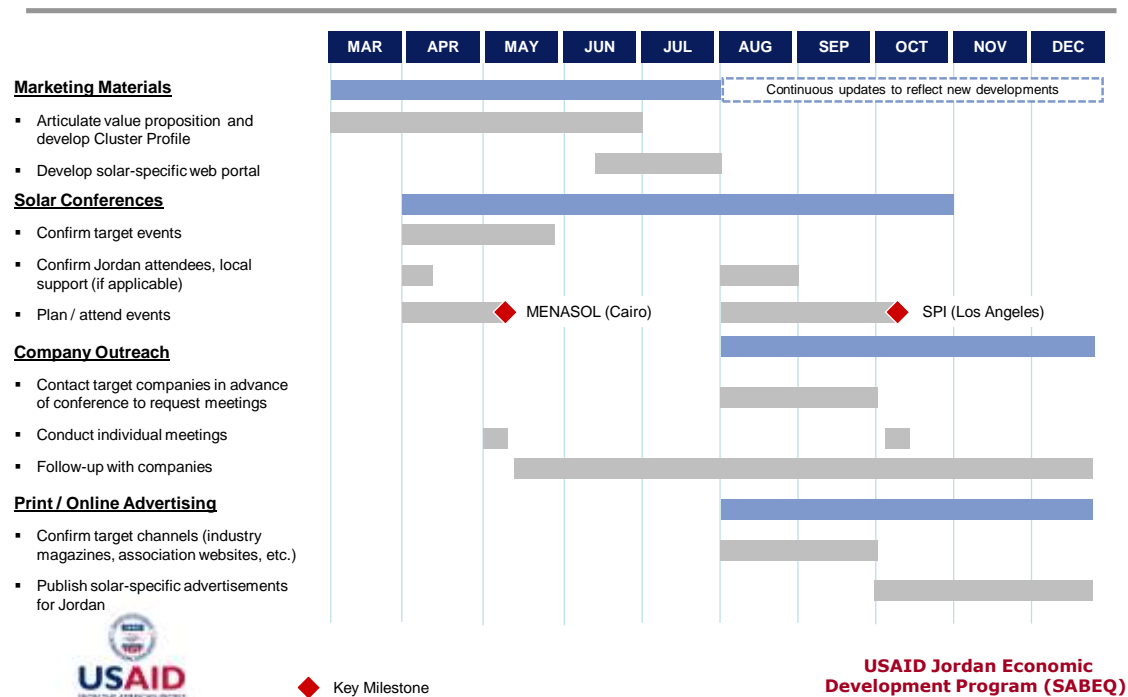 MAR APR MAY JUN JUL AUG SEP OCT NOV DEC
Marketing Materials
Continuous updates to reflect new developments
▪ Articulate value proposition and
develop Cluster Profile
▪ Develop solar-specific web portal
Solar Conferences
▪ Confirm target events
▪ Confirm Jordan attendees, local
support (if applicable)
▪ Plan / attend events
MENASOL (Cairo)
SPI (Los Angeles)
Company Outreach
▪ Contact target companies in advance
of conference to request meetings
▪ Conduct individual meetings
▪ Follow-up with companies
Print / Online Advertising
▪ Confirm target channels (industry
magazines, association websites, etc.)
▪ Publish solar-specific advertisements
for Jordan
USAID
Key Milestone
USAID Jordan Economic
Development Program (SABEQ)